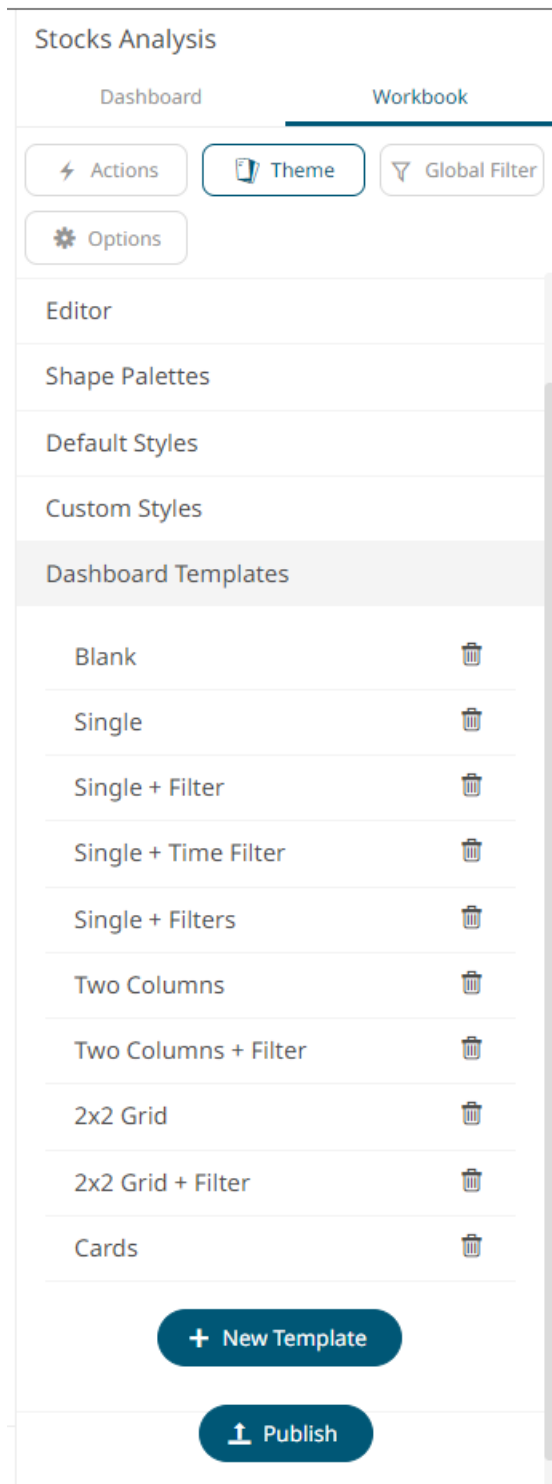 Stocks Analysis
Dashboard Workbook
Actions Theme Global Filter
Options
Editor
Shape Palettes
Default Styles
Custom Styles
Dashboard Templates
Blank
Single
Single + Filter
Single + Time Filter
Single + Filters
Two Columns
Two Columns + Filter
2x2 Grid
2x2 Grid + Filter
Cards
+ New Template
Publish